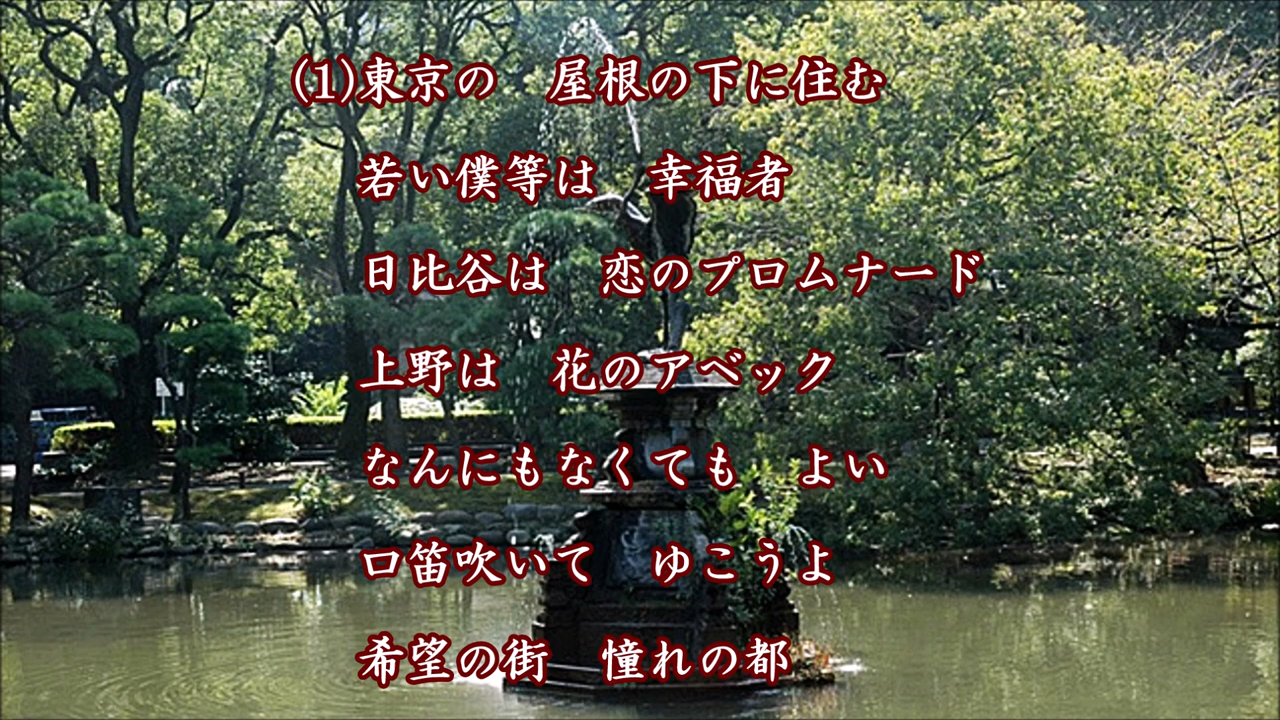 (1)東京の　屋根の下に住む
若い僕等は　幸福者
日比谷は　恋のプロムナード
上野は　花のアベック
なんにもなくても　よい
口笛吹いて　ゆこうよ
希望の街　憧れの都